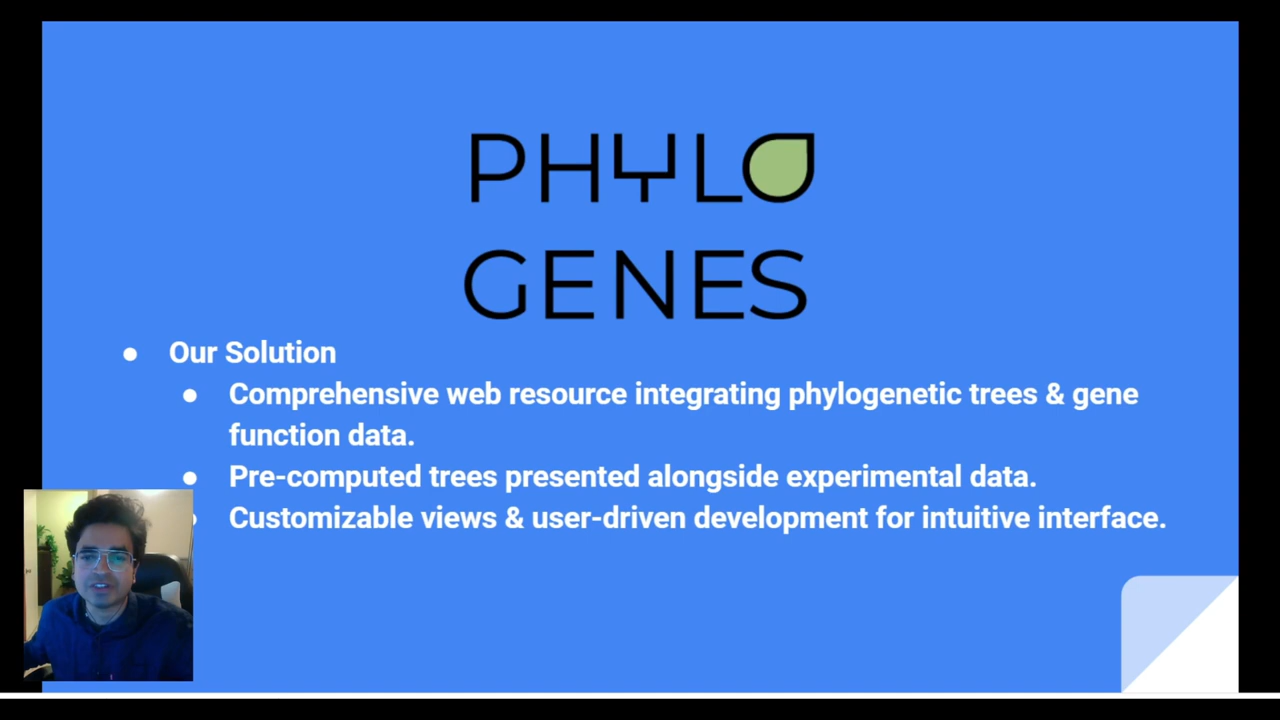 PHYLO
GENES
● Our Solution
● Comprehensive web resource integrating phylogenetic trees & gene
function data.
● Pre-computed trees presented alongside experimental data.
● Customizable views & user-driven development for intuitive interface.